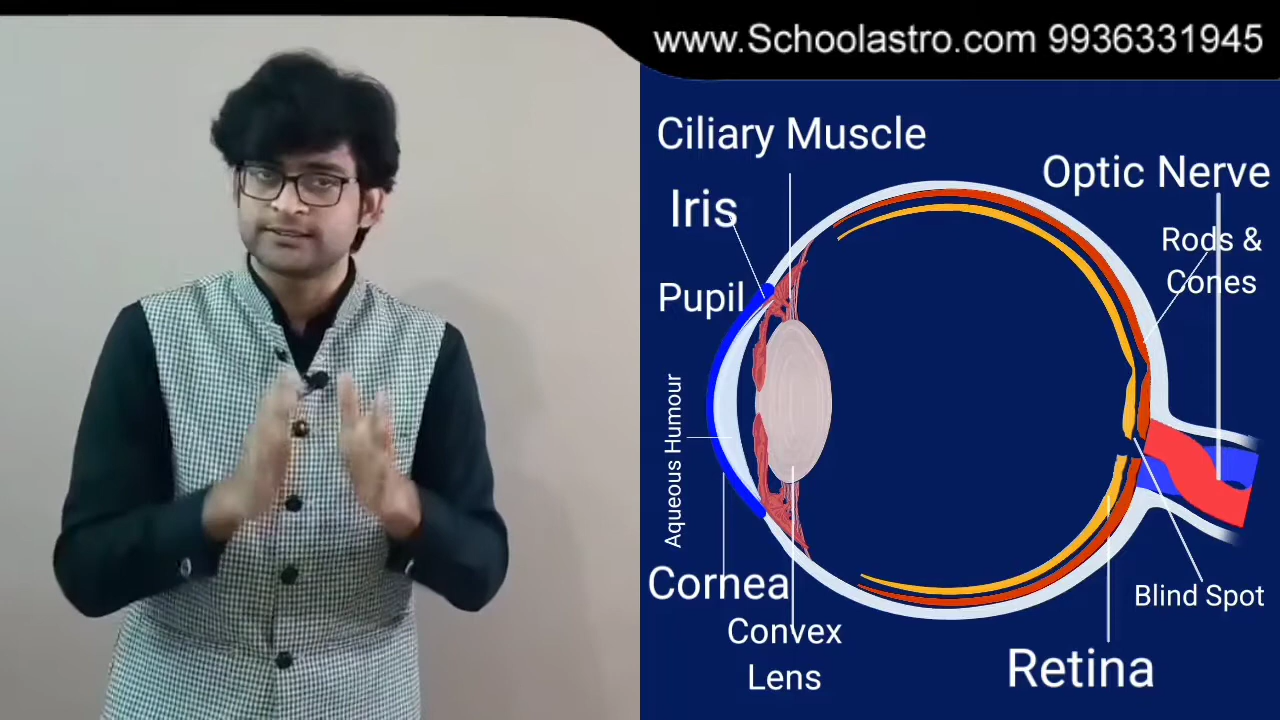 www.Schoolastro.com 9936331945
Ciliary Muscle
Optic Nerve
Iris
Rods &
Cones
Pupil
Aqueous Humour
Cornea
Blind Spot
Convex
Lens
Retina